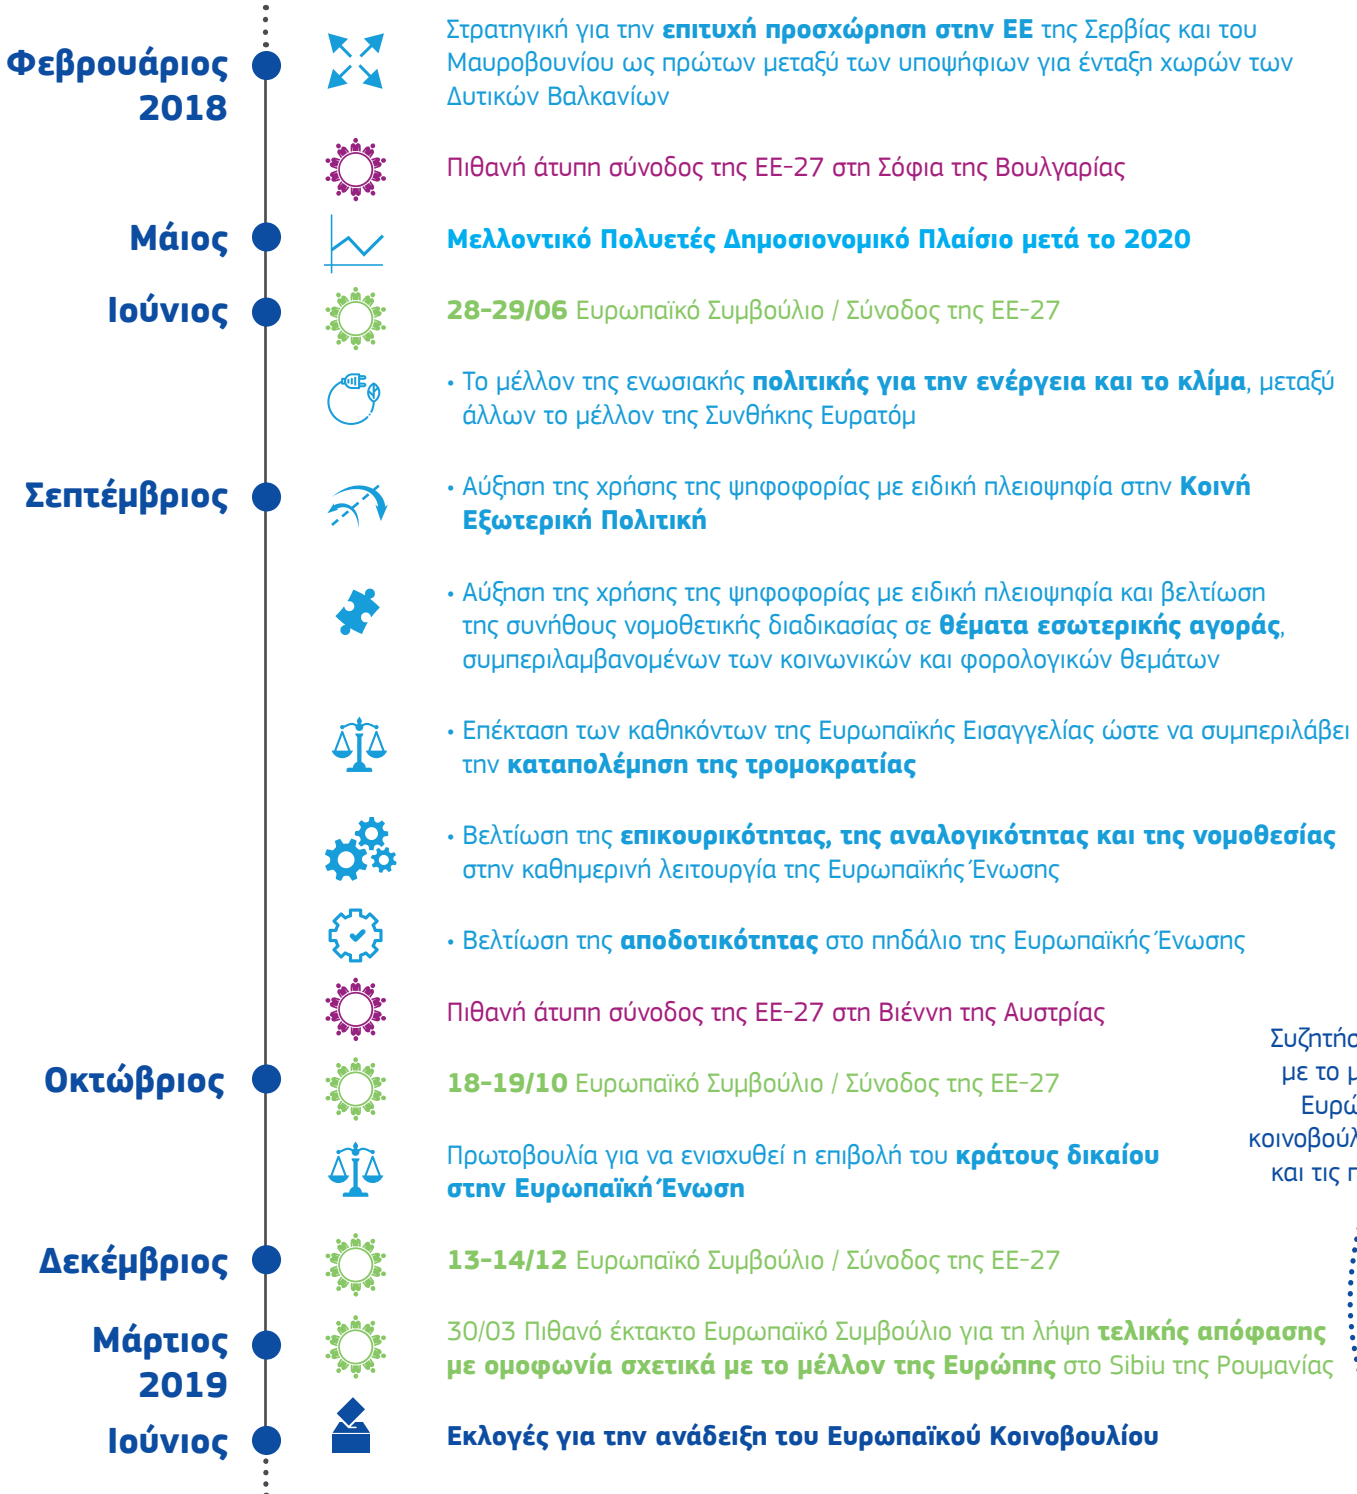 Φεβρουάριος
2018
Στρατηγική για την επιτυχή προσχώρηση στην ΕΕ της Σερβίας και του
Μαυροβουνίου ως πρώτων μεταξύ των υποψήφιων για ένταξη χωρών των
Δυτικών Βαλκανίων
Πιθανή άτυπη σύνοδος της ΕΕ-27 στη Σόφια της Βουλγαρίας
Μάιος
Μελλοντικό Πολυετές Δημοσιονομικό Πλαίσιο μετά το 2020
Ιούνιος
28-29/06 Ευρωπαϊκό Συμβούλιο / Σύνοδος της ΕΕ-27
• Το μέλλον της ενωσιακής πολιτικής για την ενέργεια και το κλίμα, μεταξύ
άλλων το μέλλον της Συνθήκης Ευρατόμ
Σεπτέμβριος
• Αύξηση της χρήσης της ψηφοφορίας με ειδική πλειοψηφία στην Κοινή
Εξωτερική Πολιτική
• Αύξηση της χρήσης της ψηφοφορίας με ειδική πλειοψηφία και βελτίωση
της συνήθους νομοθετικής διαδικασίας σε θέματα εσωτερικής αγοράς,
συμπεριλαμβανομένων των κοινωνικών και φορολογικών θεμάτων
• Επέκταση των καθηκόντων της Ευρωπαϊκής Εισαγγελίας ώστε να συμπεριλάβει
την καταπολέμηση της τρομοκρατίας
• Βελτίωση της επικουρικότητας, της αναλογικότητας και της νομοθεσίας
στην καθημερινή λειτουργία της Ευρωπαϊκής Ένωσης
• Βελτίωση της αποδοτικότητας στο πηδάλιο της Ευρωπαϊκής Ένωσης
Πιθανή άτυπη σύνοδος της ΕΕ-27 στη Βιέννη της Αυστρίας
Οκτώβριος
18-19/10 Ευρωπαϊκό Συμβούλιο / Σύνοδος της ΕΕ-27
Πρωτοβουλία για να ενισχυθεί η επιβολή του κράτους δικαίου
στην Ευρωπαϊκή Ένωση
με το
και τις
Δεκέμβριος
13-14/12 Ευρωπαϊκό Συμβούλιο / Σύνοδος της ΕΕ-27
Μάρτιος
2019
30/03 Πιθανό έκτακτο Ευρωπαϊκό Συμβούλιο για τη λήψη τελικής απόφασης
με ομοφωνία σχετικά με το μέλλον της Ευρώπης στο Sibiu της Ρουμανίας
Ιούνιος
Εκλογές για την ανάδειξη του Ευρωπαϊκού Κοινοβουλίου